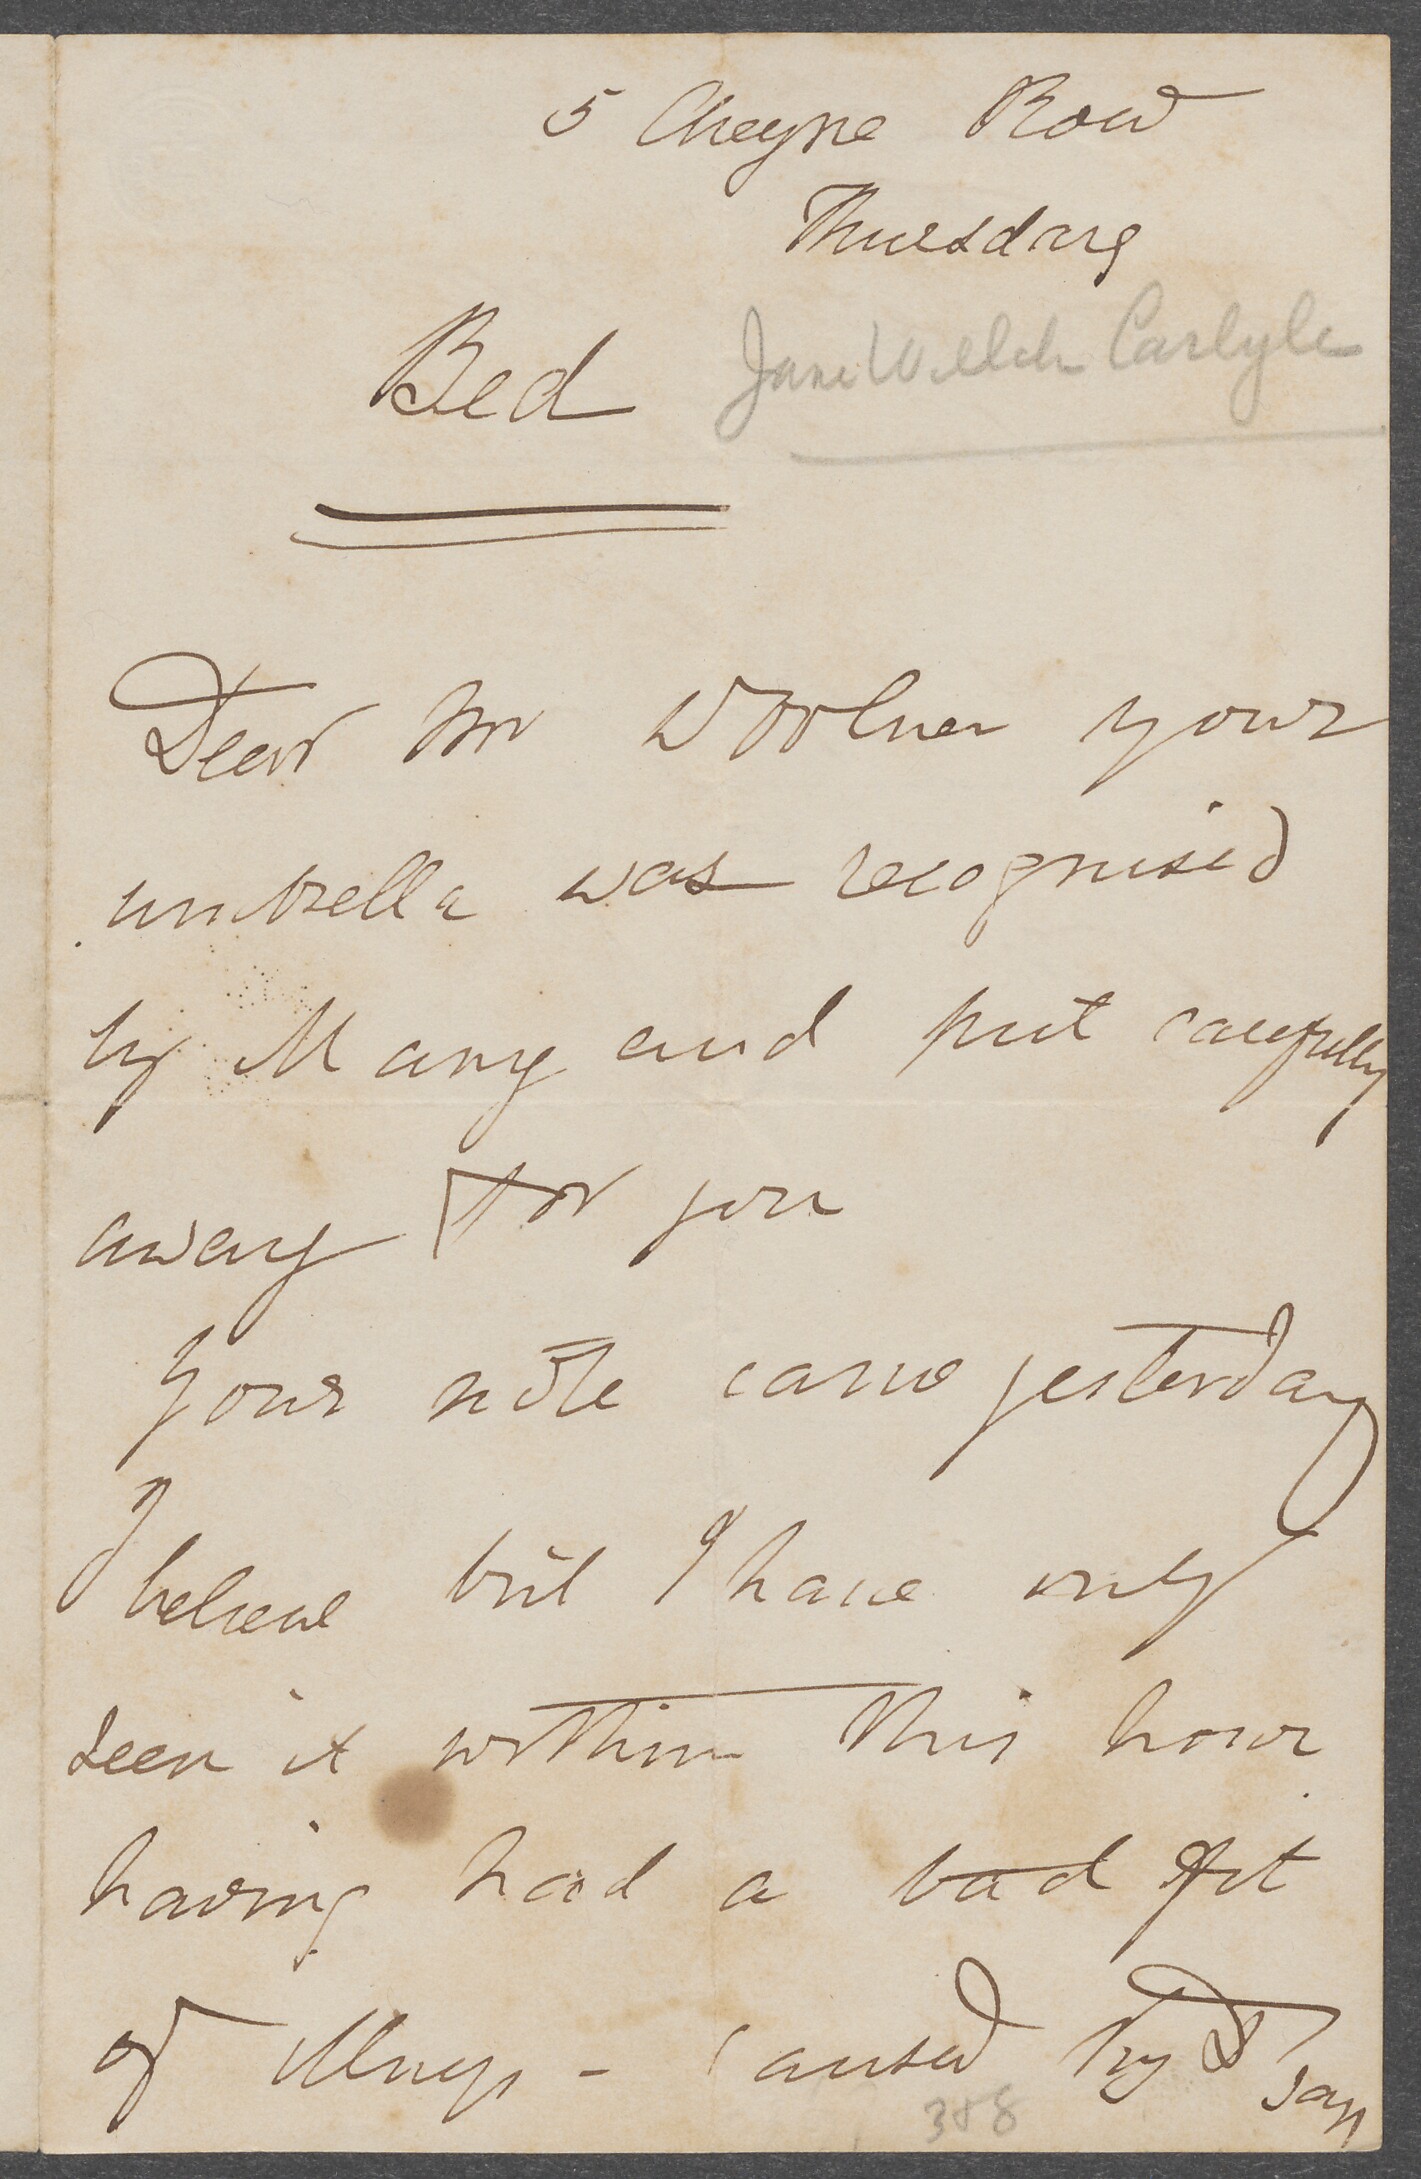 5 Cheyne Row
Thursday
Jane Welch Carlyle
Bed
Dear Mr Woolner your
umbrella was recognised
by Mary and put carefully
away for you
Your note came yesterday
I believe but I have only
seen it within this hour
having had a bad fit
of illness – caused by
358